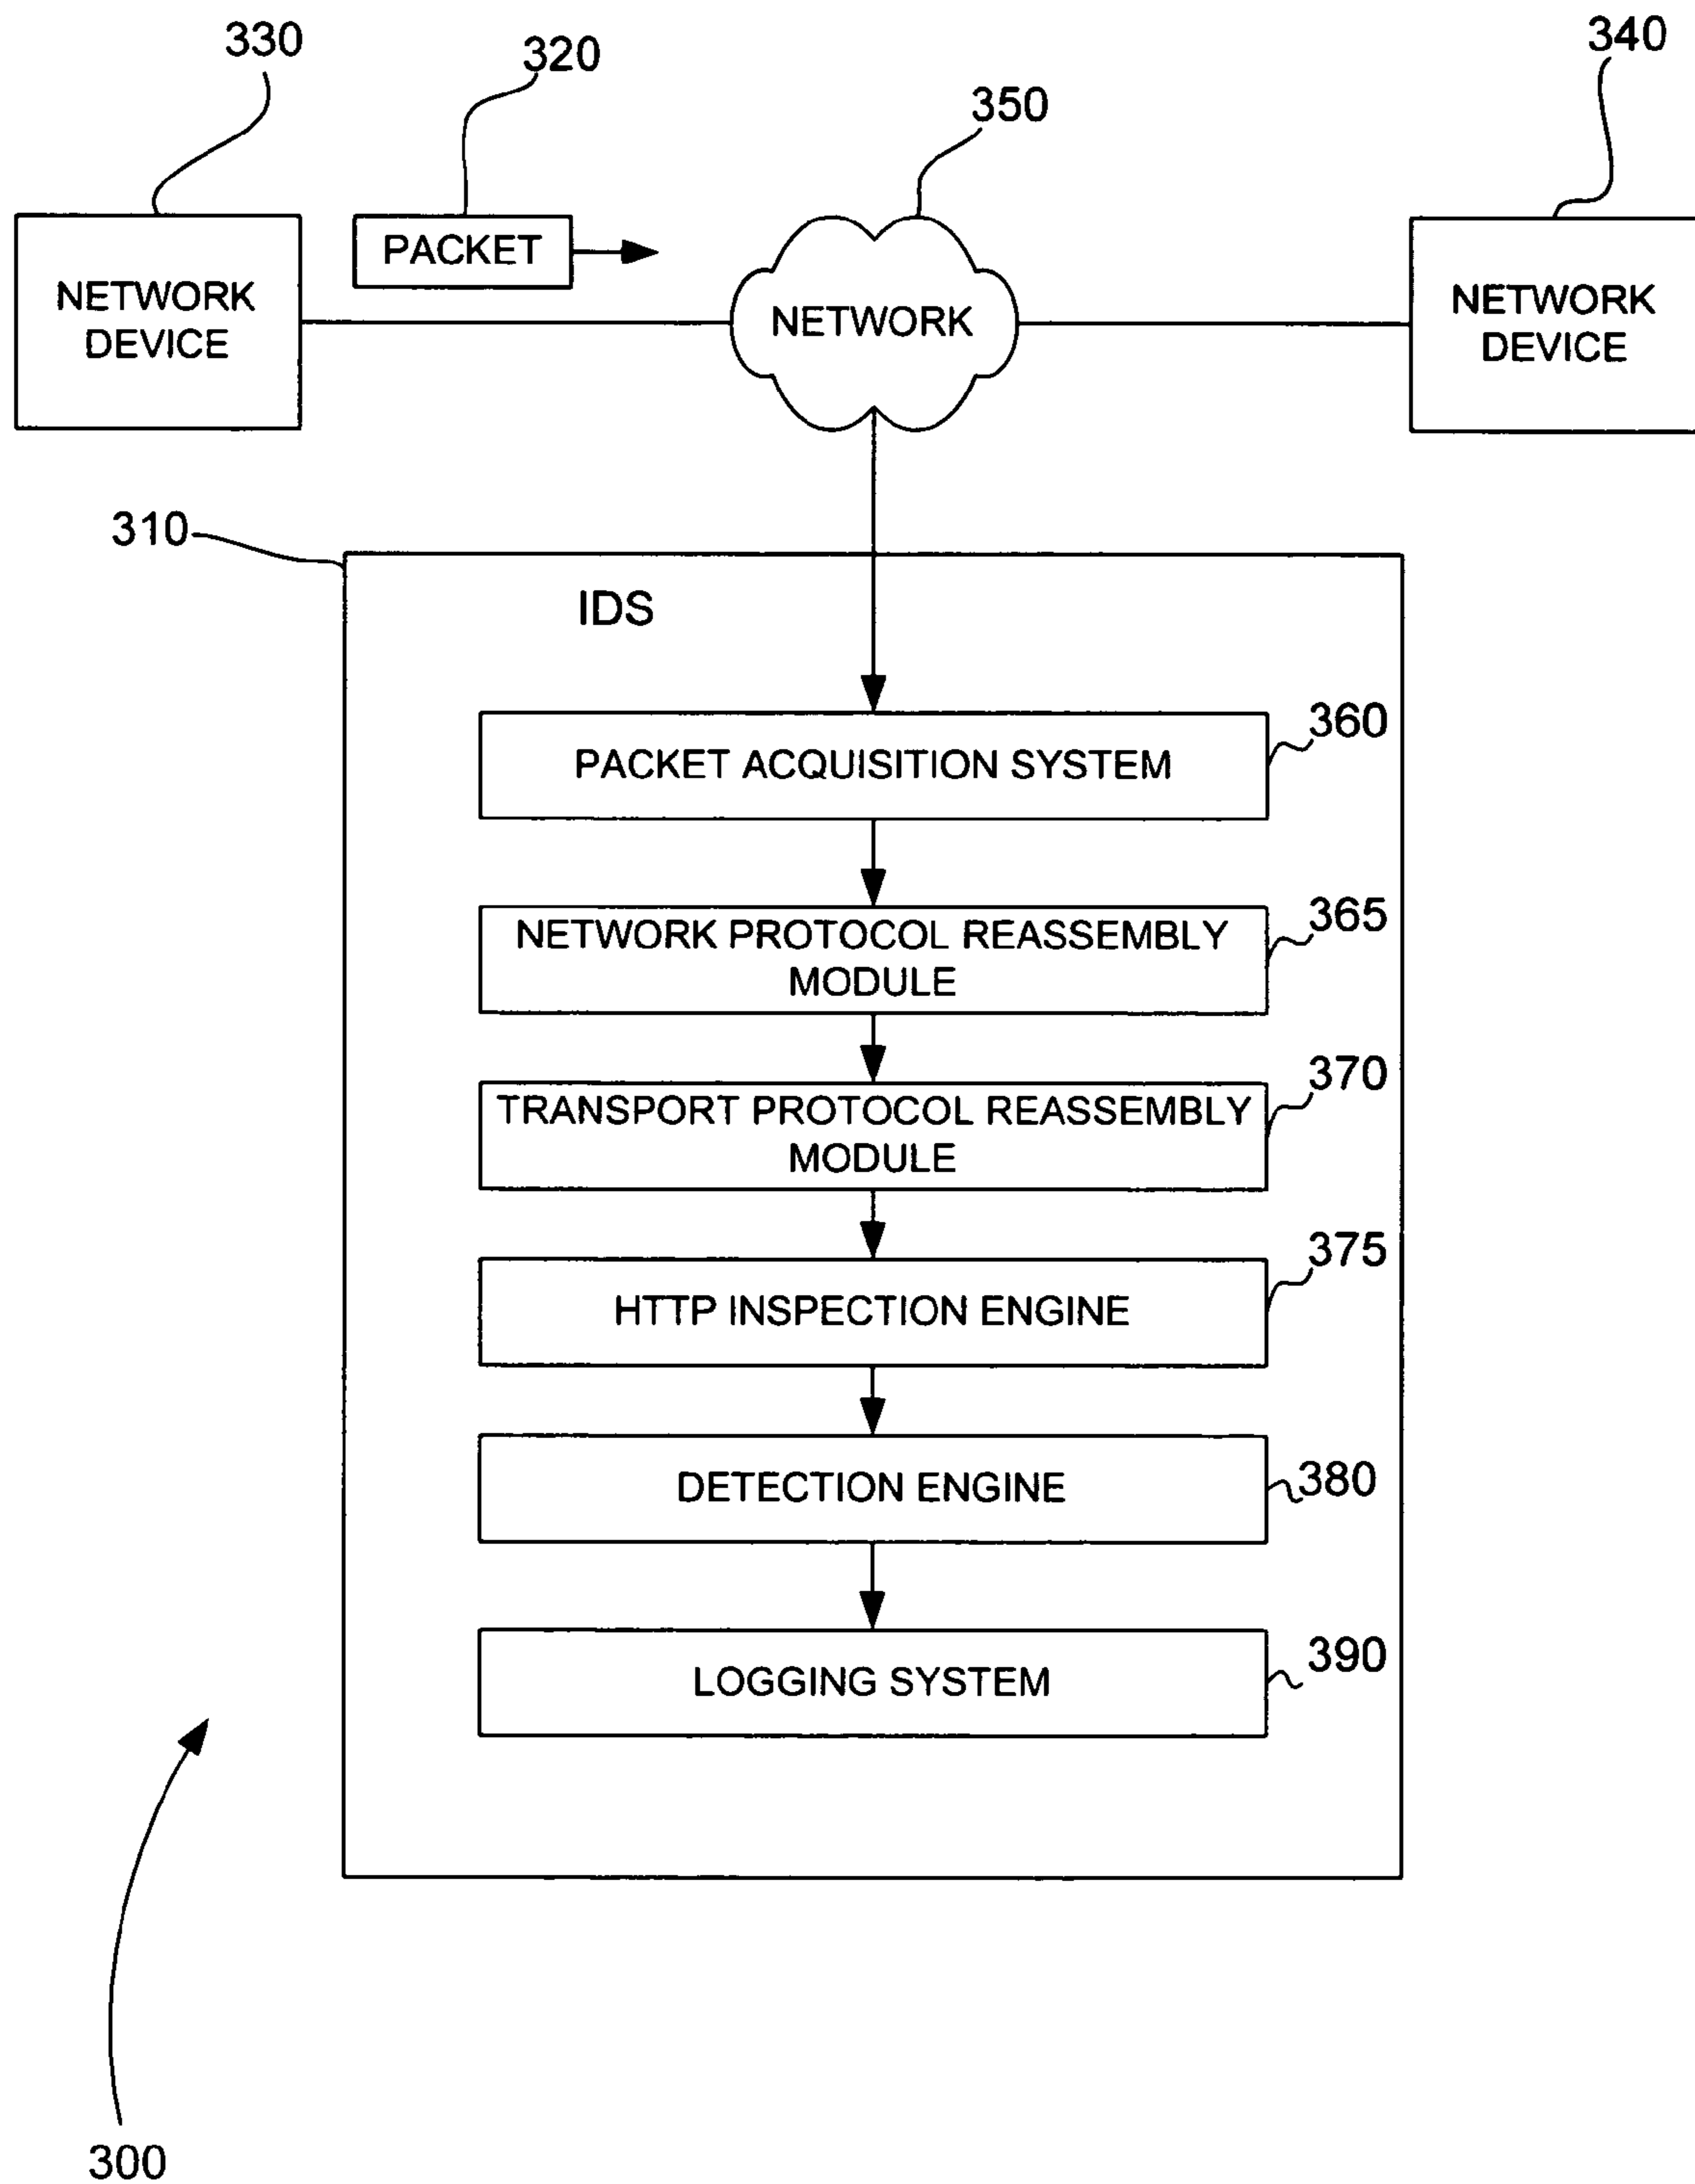 330
320
340
350
PACKET
NETWORK
DEVICE
NETWORK
NETWORK
DEVICE
310
IDS
360
PACKET ACQUISITION SYSTEM
365
NETWORK PROTOCOL REASSEMBLY
MODULE
370
TRANSPORT PROTOCOL REASSEMBLY
MODULE
375
HTTP INSPECTION ENGINE
380
DETECTION ENGINE
390
LOGGING SYSTEM
300